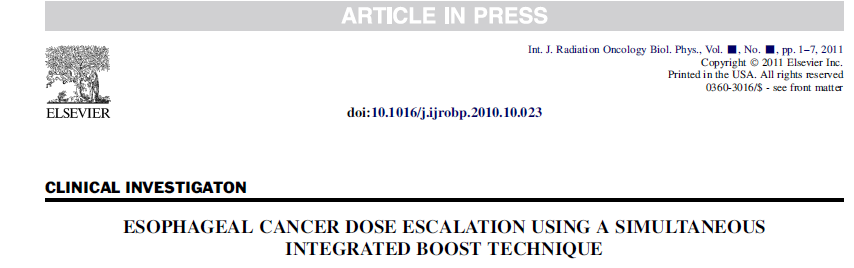 ARTICLE IN PRESS
Int. J. Radiation Oncology Biol. Phys., Vol. ■, No. ■, pp. 1–7, 2011
Copyright © 2011 Elsevier Inc.
Printed in the USA. All rights reserved
0360-3016/$ - see front matter
ELSEVIER
doi:10.1016/j.ijrobp.2010.10.023
CLINICAL INVESTIGATON
ESOPHAGEAL CANCER DOSE ESCALATION USING A SIMULTANEOUS
INTEGRATED BOOST TECHNIQUE